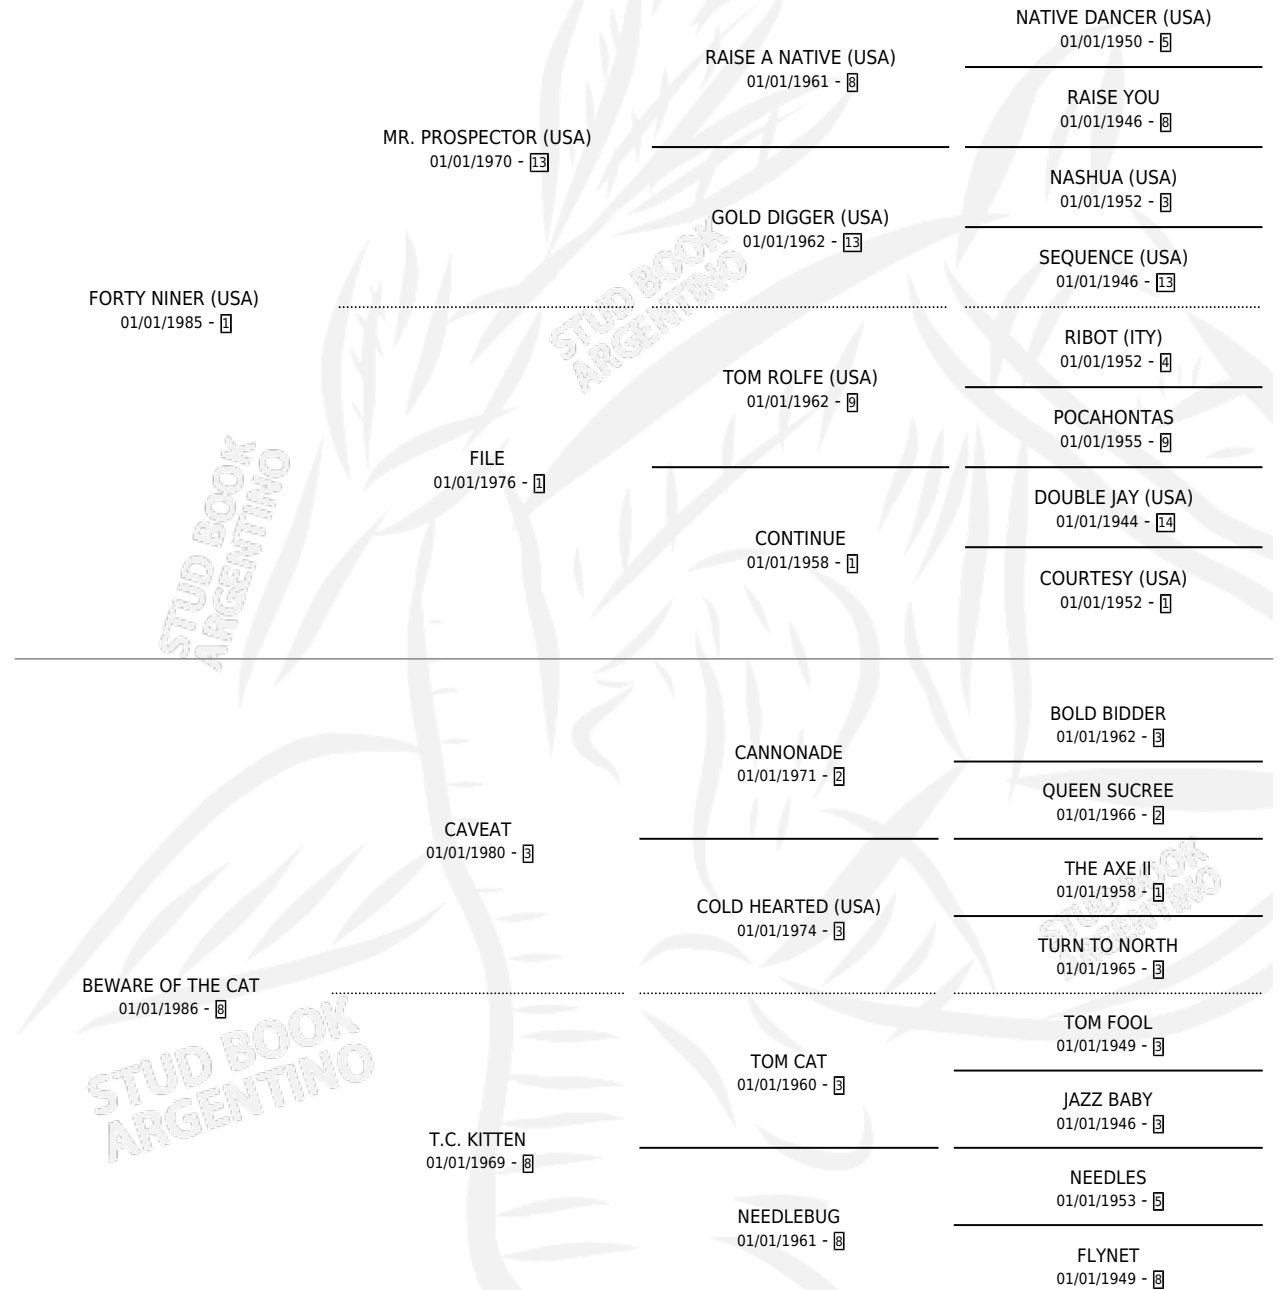 NATIVE DANCER (USA)
01/01/1950 - 5
RAISE A NATIVE (USA)
01/01/1961 - 8
RAISE YOU
01/01/1946 - 8
MR. PROSPECTOR (USA)
01/01/1970 - 13
NASHUA (USA)
01/01/1952 - 3
GOLD DIGGER (USA)
01/01/1962 - 13
SEQUENCE (USA)
01/01/1946 - 13
FORTY NINER (USA)
01/01/1985 - 1
RIBOT (ITY)
01/01/1952 - 4
TOM ROLFE (USA)
01/01/1962 - 9
POCAHONTAS
01/01/1955 - 9
FILE
01/01/1976 - 1
DOUBLE JAY (USA)
01/01/1944 - 14
CONTINUE
01/01/1958 - 1
COURTESY (USA)
01/01/1952 - 1
BOLD BIDDER
01/01/1962 - 3
CANNONADE
01/01/1971 - 2
QUEEN SUCREE
01/01/1966 - 2
CAVEAT
01/01/1980 - 3
THE AXE II
01/01/1958 - 1
COLD HEARTED (USA)
01/01/1974 - 3
TURN TO NORTH
01/01/1965 - 3
BEWARE OF THE CAT
01/01/1986 - 8
TOM FOOL
01/01/1949 - 3
TOM CAT
01/01/1960 - 3
JAZZ BABY
01/01/1946 - 3
T.C. KITTEN
01/01/1969 - 8
NEEDLES
01/01/1953 - 5
NEEDLEBUG
01/01/1961 - 8
FLYNET
01/01/1949 - 8
STUD BOOK
ARGENTINO
STUD BOOK
ARGENTINO
STUD BOOK
ARGENTINO
STUD BOOK
ARGENTINO